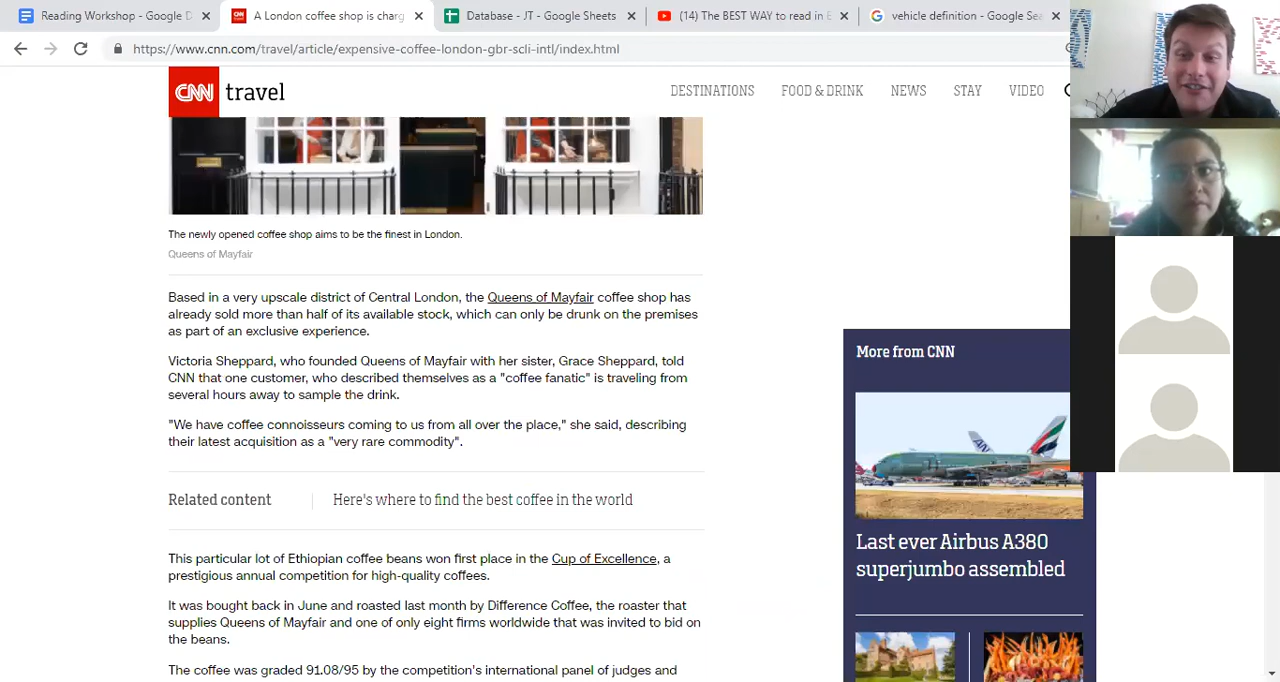 Reading Workshop - Google D
A London coffee shop is charg
Database - JT - Google Sheets
(14) The BEST WAY to read in E
vehicle definition - Google Sea
https://www.cnn.com/travel/article/expensive-coffee-london-gbr-scli-intl/index.html
CNN travel
DESTINATIONS FOOD & DRINK NEWS STAY VIDEO
The newly opened coffee shop aims to be the finest in London.
Queens of Mayfair
Based in a very upscale district of Central London, the Queens of Mayfair coffee shop has
already sold more than half of its available stock, which can only be drunk on the premises
as part of an exclusive experience.
Victoria Sheppard, who founded Queens of Mayfair with her sister, Grace Sheppard, told
CNN that one customer, who described themselves as a "coffee fanatic" is traveling from
several hours away to sample the drink.
"We have coffee connoisseurs coming to us from all over the place," she said, describing
their latest acquisition as a "very rare commodity".
Related content
Here's where to find the best coffee in the world
This particular lot of Ethiopian coffee beans won first place in the Cup of Excellence, a
prestigious annual competition for high-quality coffees.
It was bought back in June and roasted last month by Difference Coffee, the roaster that
supplies Queens of Mayfair and one of only eight firms worldwide that was invited to bid on
the beans.
The coffee was graded 91.08/95 by the competition's international panel of judges and
More from CNN
Last ever Airbus A380
superjumbo assembled